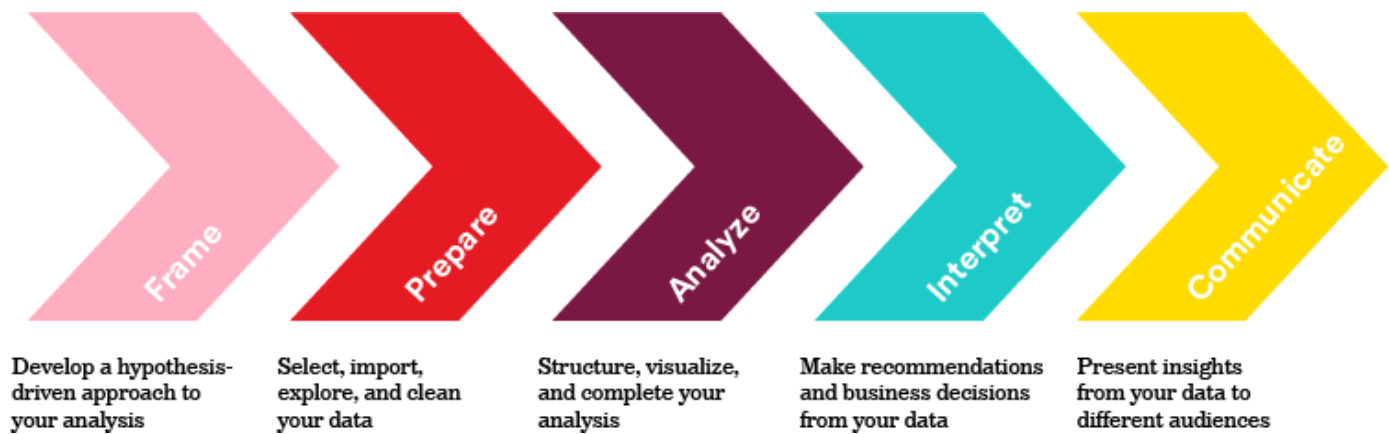 Frame
Prepare
Analyze
Interpret
Communicate
Develop a hypothesis-
driven approach to
your analysis
Select, import,
explore, and clean
your data
Structure, visualize,
and complete your
analysis
Make recommendations
and business decisions
from your data
Present insights
from your data to
different audiences